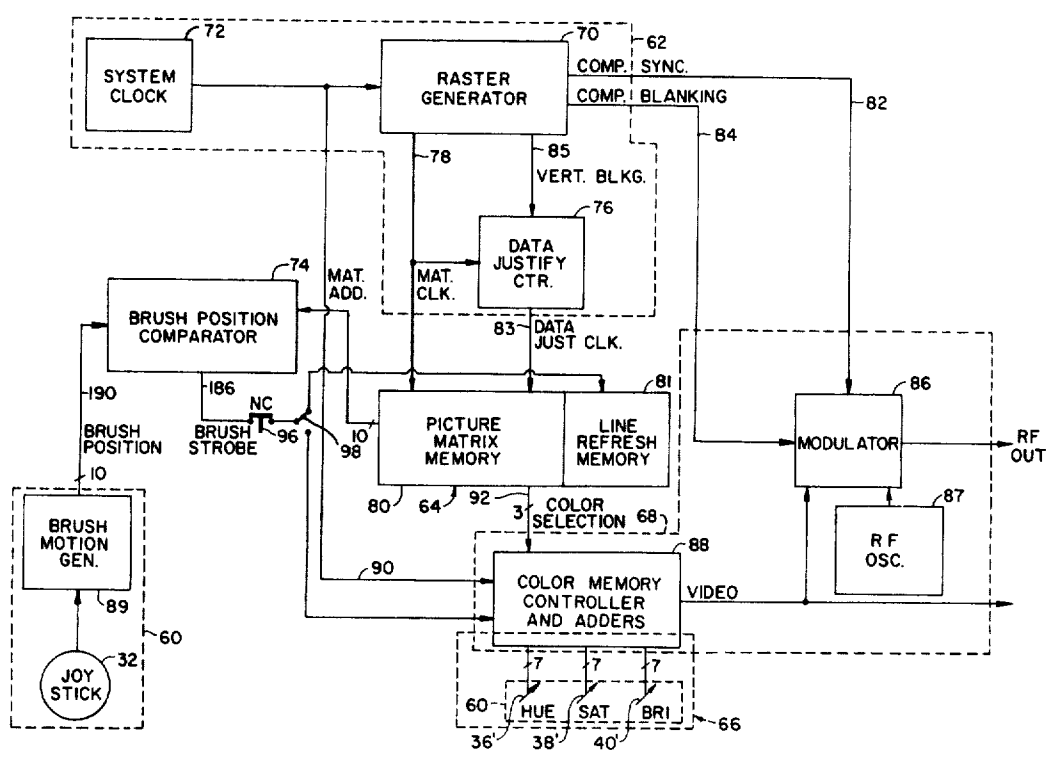 72
SYSTEM
CLOCK
70
RASTER
GENERATOR
62
COMP. SYNC.
COMP. BLANKING
82
84
78
85
VERT. BLKG.
76
DATA
JUSTIFY
CTR.
74
BRUSH POSITION
COMPARATOR
MAT.
ADD.
MAT.
CLK.
83
DATA
JUST CLK.
190
186
NC
BRUSH
STROBE
96
98
BRUSH
POSITION
10
10
PICTURE
MATRIX
MEMORY
81
LINE
REFRESH
MEMORY
80
64
92
3
COLOR
SELECTION
68
86
MODULATOR
RF
OUT
87
RF
OSC.
BRUSH
MOTION
GEN.
89
60
32
JOY
STICK
90
88
COLOR MEMORY
CONTROLLER
AND ADDERS
VIDEO
7
7
7
60
HUE
SAT
BRI
66
36'
38'
40'